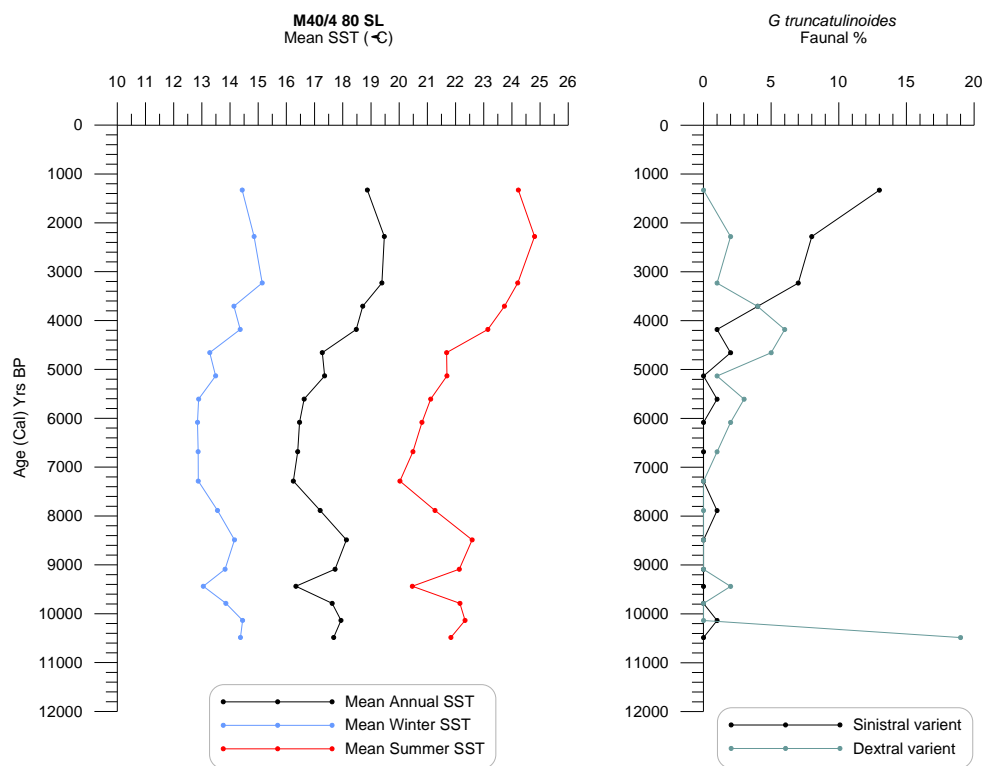 M40/4 80 SL
Mean SST (°C)
10 11 12 13 14 15 16 17 18 19 20 21 22 23 24 25 26
G truncatulinoides
Faunal %
0 5 10 15 20
Age (Cal) Yrs BP
0
1000
2000
3000
4000
5000
6000
7000
8000
9000
10000
11000
12000
0
1000
2000
3000
4000
5000
6000
7000
8000
9000
10000
11000
12000
Mean Annual SST
Mean Winter SST
Mean Summer SST
Sinistral varient
Dextral varient